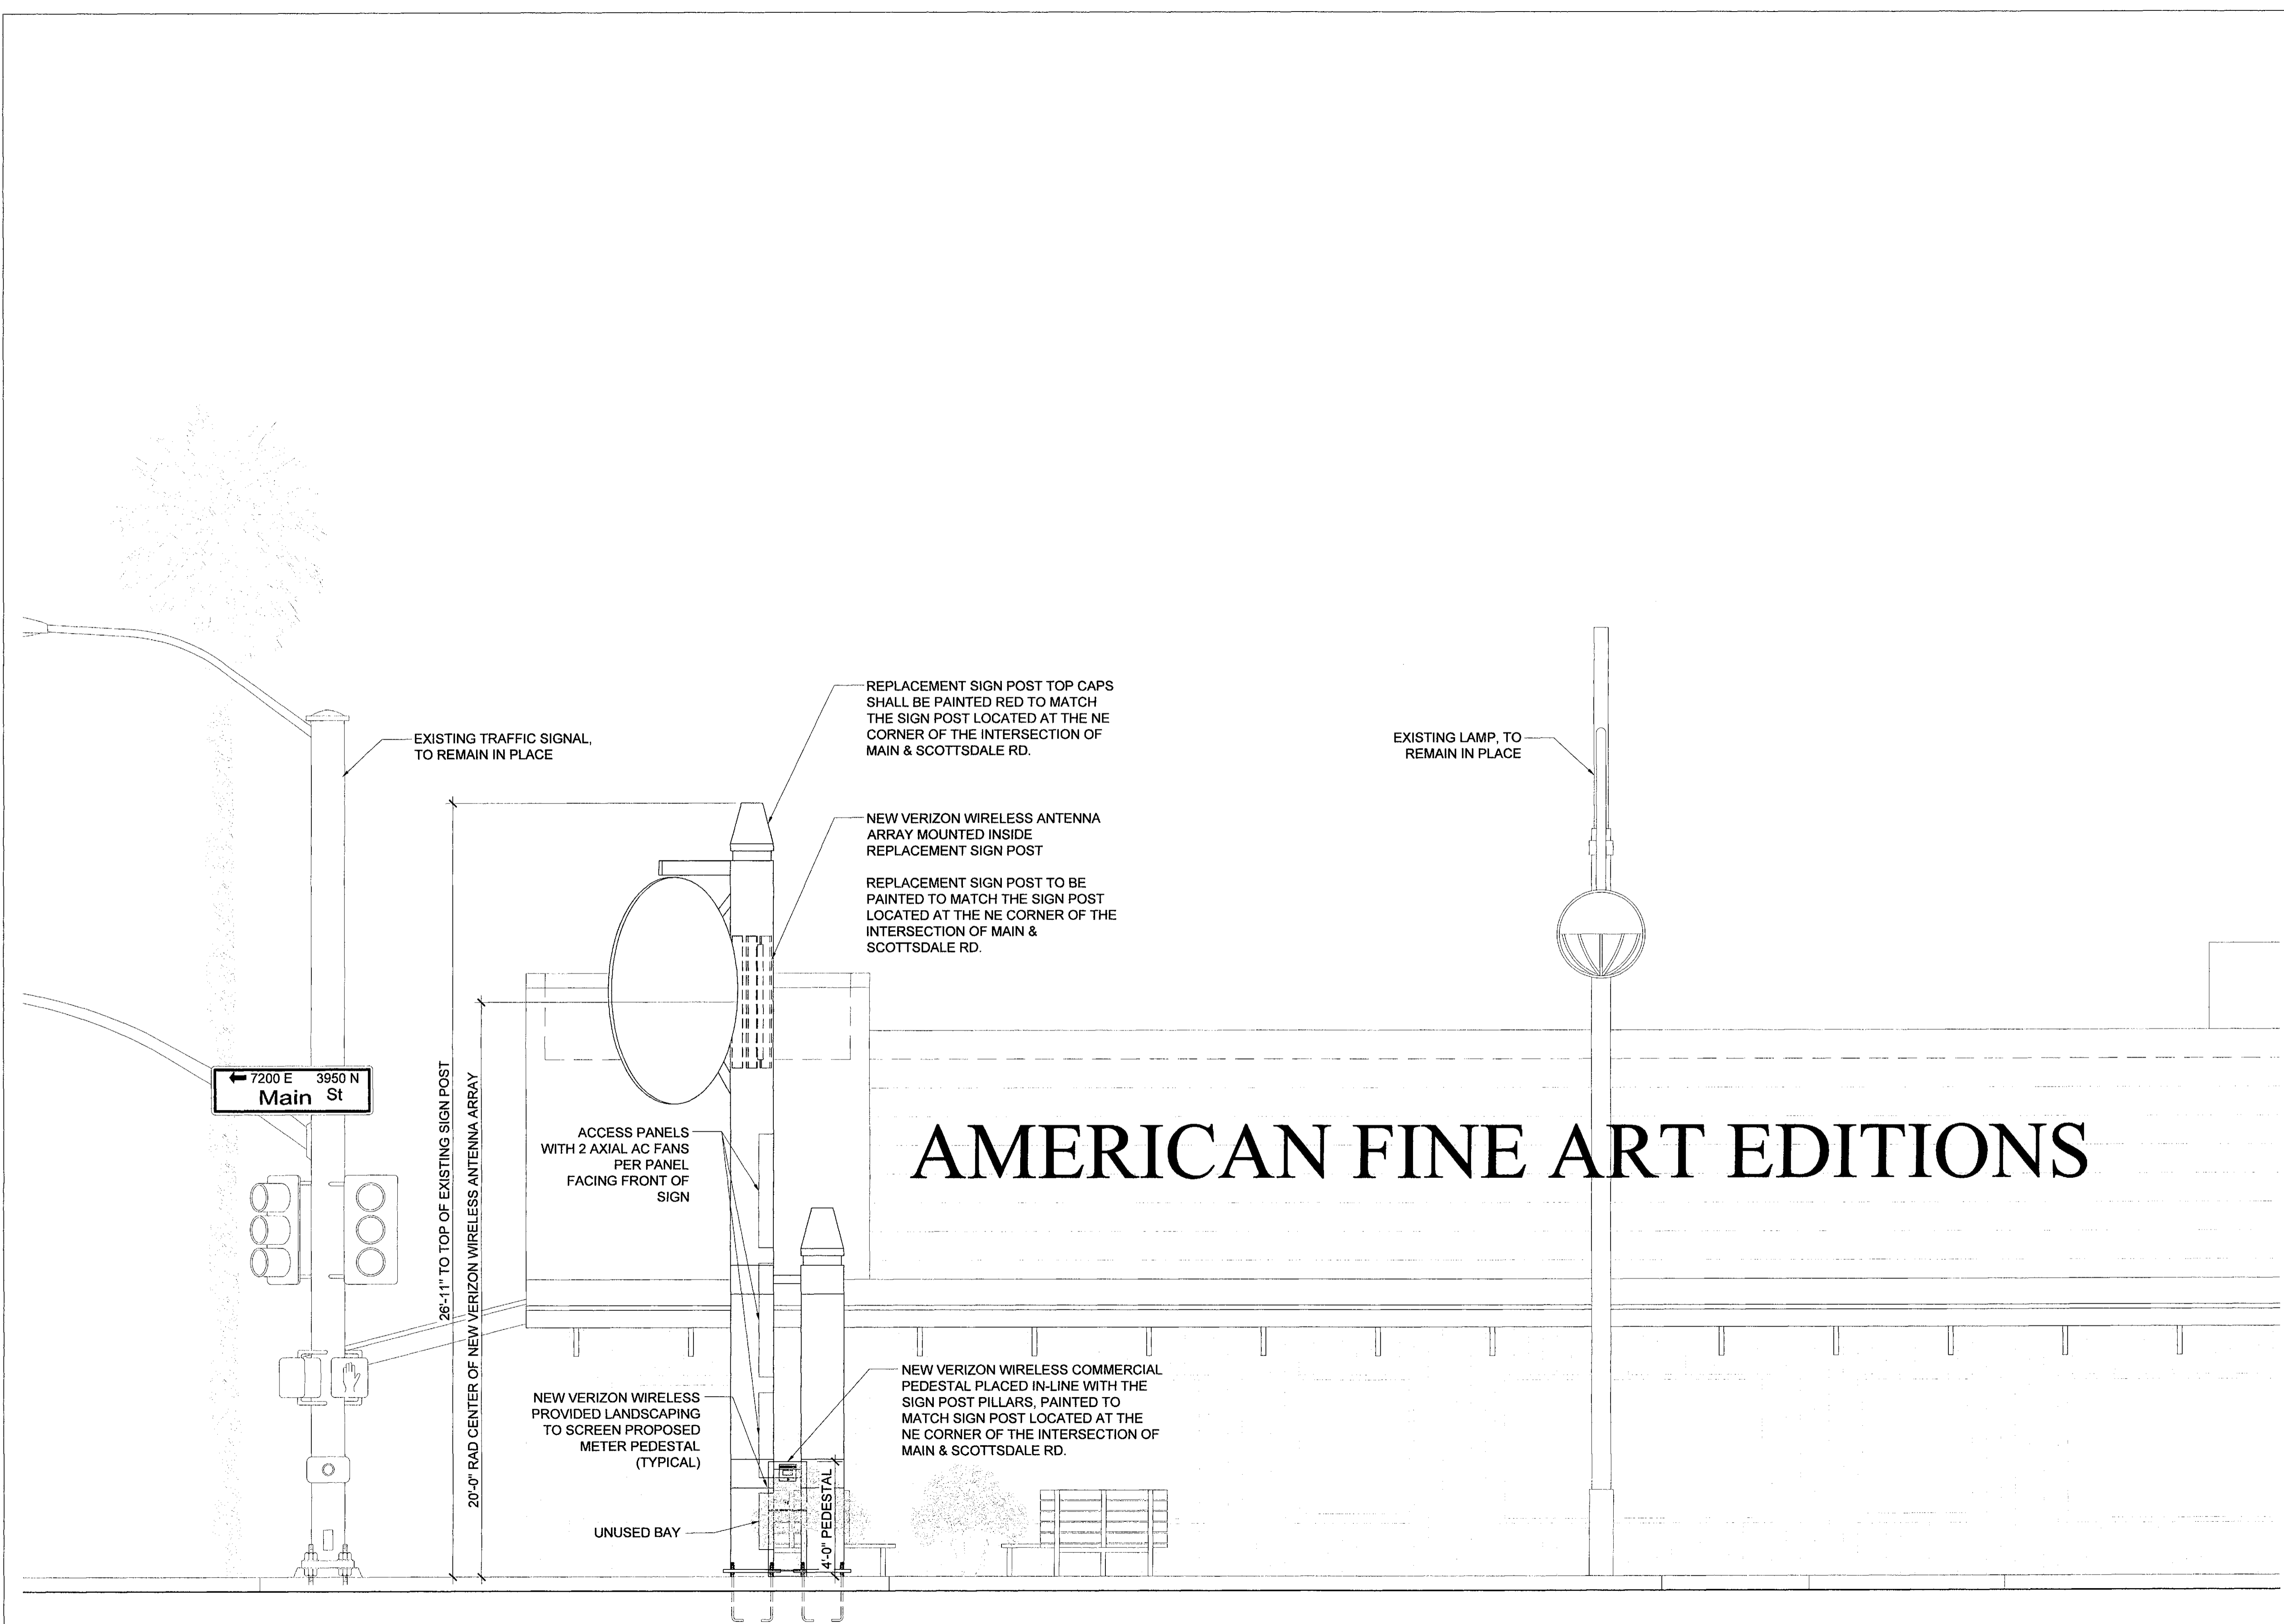 REPLACEMENT SIGN POST TOP CAPS
SHALL BE PAINTED RED TO MATCH
THE SIGN POST LOCATED AT THE NE
CORNER OF THE INTERSECTION OF
MAIN & SCOTTSDALE RD.
EXISTING TRAFFIC SIGNAL,
TO REMAIN IN PLACE
EXISTING LAMP, TO
REMAIN IN PLACE
NEW VERIZON WIRELESS ANTENNA
ARRAY MOUNTED INSIDE
REPLACEMENT SIGN POST
REPLACEMENT SIGN POST TO BE
PAINTED TO MATCH THE SIGN POST
LOCATED AT THE NE CORNER OF THE
INTERSECTION OF MAIN &
SCOTTSDALE RD.
26'-11" TO TOP OF EXISTING SIGN POST
20'-0" RAD CENTER OF NEW VERIZON WIRELESS ANTENNA ARRAY
← 7200 E 3950 N
Main St
ACCESS PANELS
WITH 2 AXIAL AC FANS
PER PANEL
FACING FRONT OF
SIGN
AMERICAN FINE ART EDITIONS
NEW VERIZON WIRELESS COMMERCIAL
PEDESTAL PLACED IN-LINE WITH THE
SIGN POST PILLARS, PAINTED TO
MATCH SIGN POST LOCATED AT THE
NE CORNER OF THE INTERSECTION OF
MAIN & SCOTTSDALE RD.
NEW VERIZON WIRELESS
PROVIDED LANDSCAPING
TO SCREEN PROPOSED
METER PEDESTAL
(TYPICAL)
4'-0" PEDESTAL
UNUSED BAY